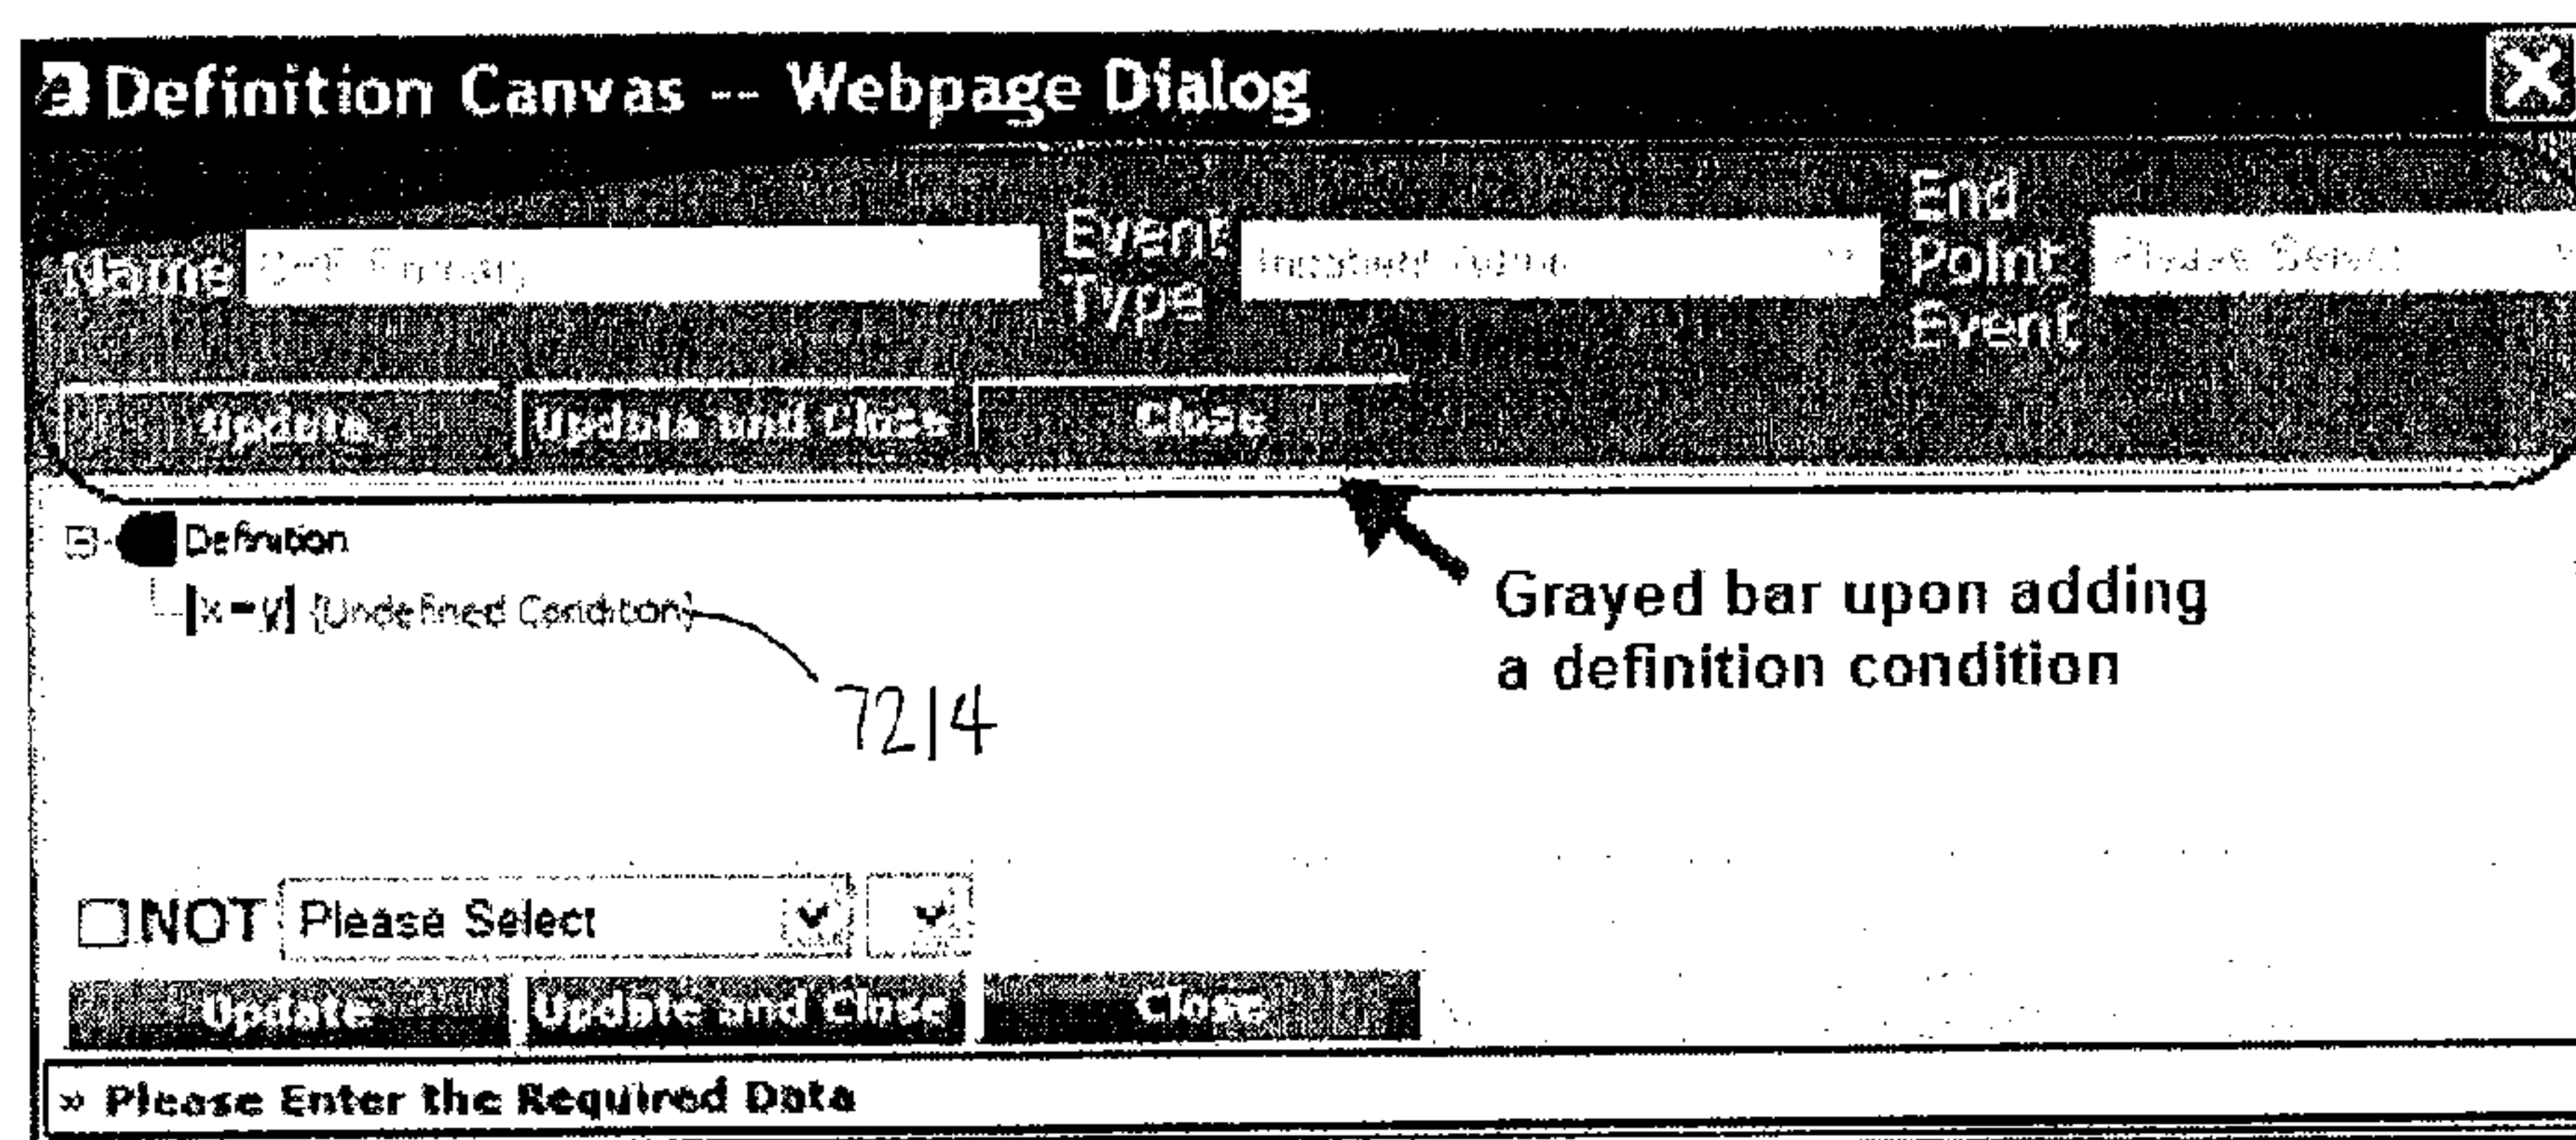 Definition Canvas -- Webpage Dialog
Name
Event Type
End Point Event
Please Select
Update Update and Close Close
Definition
x=y {Undefined Condition}
Grayed bar upon adding
a definition condition
7214
NOT Please Select
Update Update and Close Close
» Please Enter the Required Data